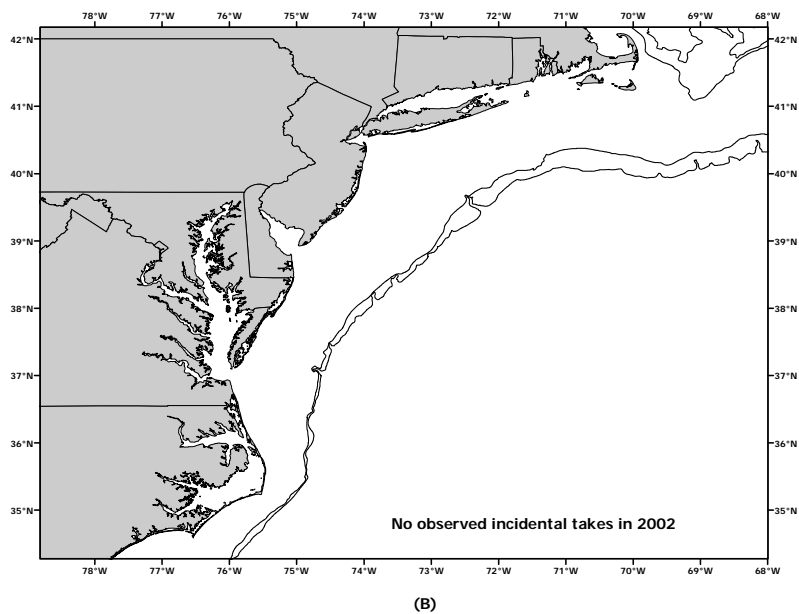 78°W 77°W 76°W 75°W 74°W 73°W 72°W 71°W 70°W 69°W 68°W
42°N 42°N
41°N 41°N
40°N 40°N
39°N 39°N
38°N 38°N
37°N 37°N
36°N 36°N
35°N 35°N
No observed incidental takes in 2002
78°W 77°W 76°W 75°W 74°W 73°W 72°W 71°W 70°W 69°W 68°W
(B)